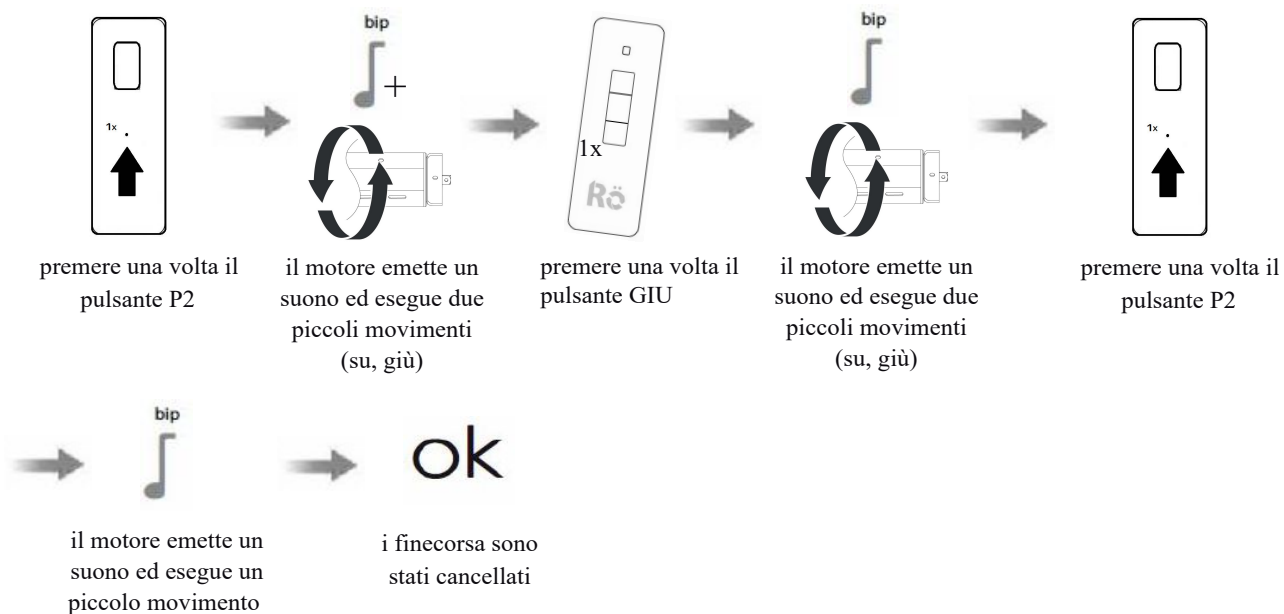 bip
bip
+
1x
1x
1x
Rö
premere una volta il
pulsante P2
il motore emette un
suono ed esegue due
piccoli movimenti
(su, giù)
premere una volta il
pulsante GIU
il motore emette un
suono ed esegue due
piccoli movimenti
(su, giù)
premere una volta il
pulsante P2
bip
ok
il motore emette un
suono ed esegue un
piccolo movimento
i finecorsa sono
stati cancellati